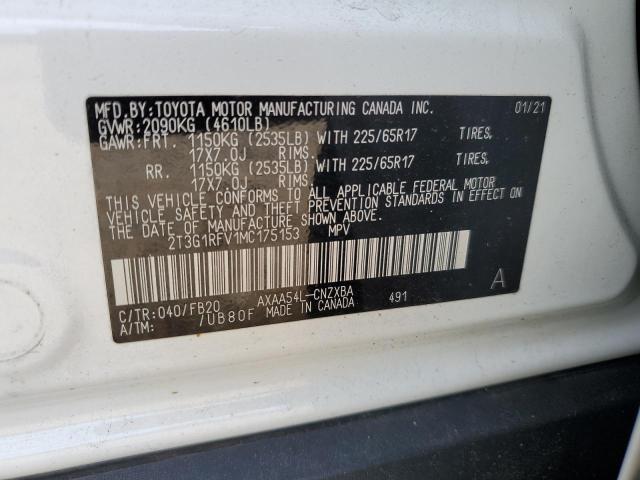 MFD.BY:TOYOTA MOTOR MANUFACTURING CANADA INC. 01/21
GVWR:2090KG (4610LB)
GAWR:FRT. 1150KG (2535LB) WITH 225/65R17 TIRES,
17X7.0J RIMS.
RR. 1150KG (2535LB) WITH 225/65R17 TIRES,
17X7.0J RIMS.
THIS VEHICLE CONFORMS TO ALL APPLICABLE FEDERAL MOTOR
VEHICLE SAFETY AND THEFT PREVENTION STANDARDS IN EFFECT ON
THE DATE OF MANUFACTURE SHOWN ABOVE.
2T3G1RFV1MC175153 MPV
C/TR:040/FB20 AXAA54L-CNZXBA 491 A
A/TM: /UB80F MADE IN CANADA